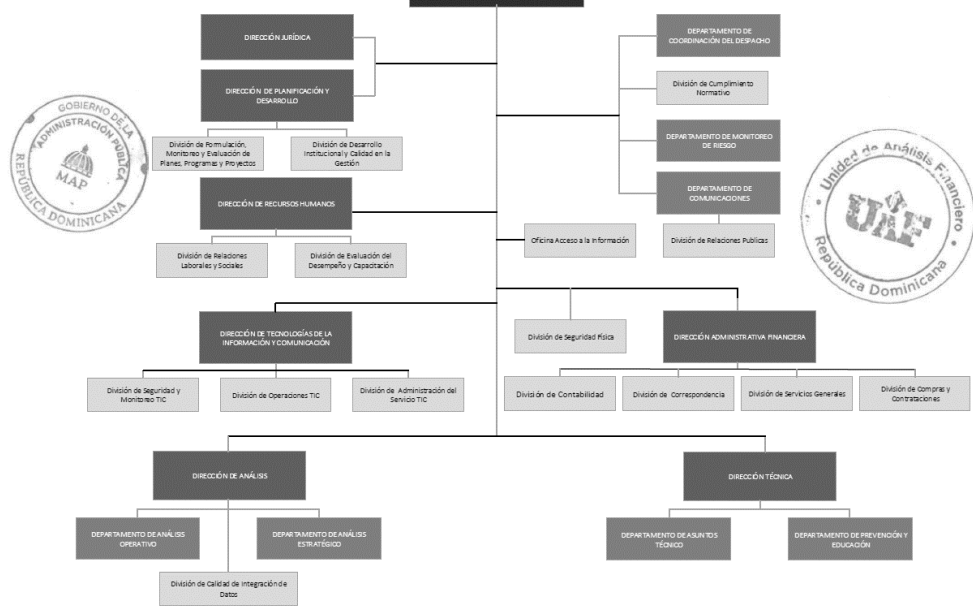 DIRECCIÓN JURÍDICA
DEPARTAMENTO DE
COORDINACIÓN DEL DESPACHO
DIRECCIÓN DE PLANIFICACIÓN Y
DESARROLLO
División de Cumplimiento
Normativo
División de Formulación,
Monitoreo y Evaluación de
Planes, Programas y Proyectos
División de Desarrollo
Institucional y Calidad en la
Gestión
DEPARTAMENTO DE MONITOREO
DE RIESGO
GOBIERNO DE LA
REPÚBLICA DOMINICANA
ADMINISTRACIÓN PÚBLICA
MAP
Unidad de Análisis Financiero
UAF
República Dominicana
DIRECCIÓN DE RECURSOS HUMANOS
DEPARTAMENTO DE
COMUNICACIONES
Oficina Acceso a la Información
División de Relaciones Publicas
División de Relaciones
Laborales y Sociales
División de Evaluación del
Desempeño y Capacitación
DIRECCIÓN DE TECNOLOGÍAS DE LA
INFORMACIÓN Y COMUNICACIÓN
División de Seguridad Física
DIRECCIÓN ADMINISTRATIVA FINANCIERA
División de Seguridad y
Monitoreo TIC
División de Operaciones TIC
División de Administración del
Servicio TIC
División de Contabilidad
División de Correspondencia
División de Servicios Generales
División de Compras y
Contrataciones
DIRECCIÓN DE ANÁLISIS
DIRECCIÓN TÉCNICA
DEPARTAMENTO DE ANÁLISIS
OPERATIVO
DEPARTAMENTO DE ANÁLISIS
ESTRATÉGICO
DEPARTAMENTO DE ASUNTOS
TÉCNICO
DEPARTAMENTO DE PREVENCIÓN Y
EDUCACIÓN
División de Calidad de Integración de
Datos